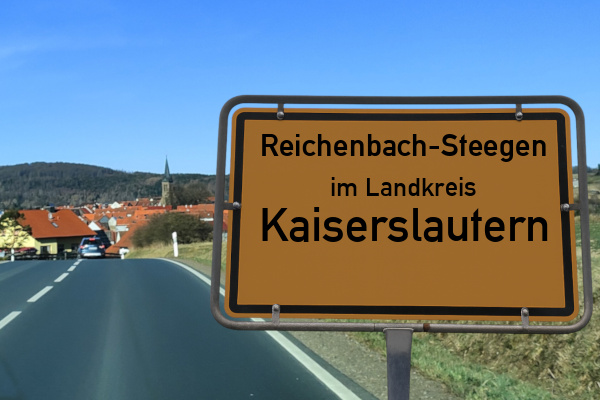 Reichenbach-Steegen
im Landkreis
Kaiserslautern